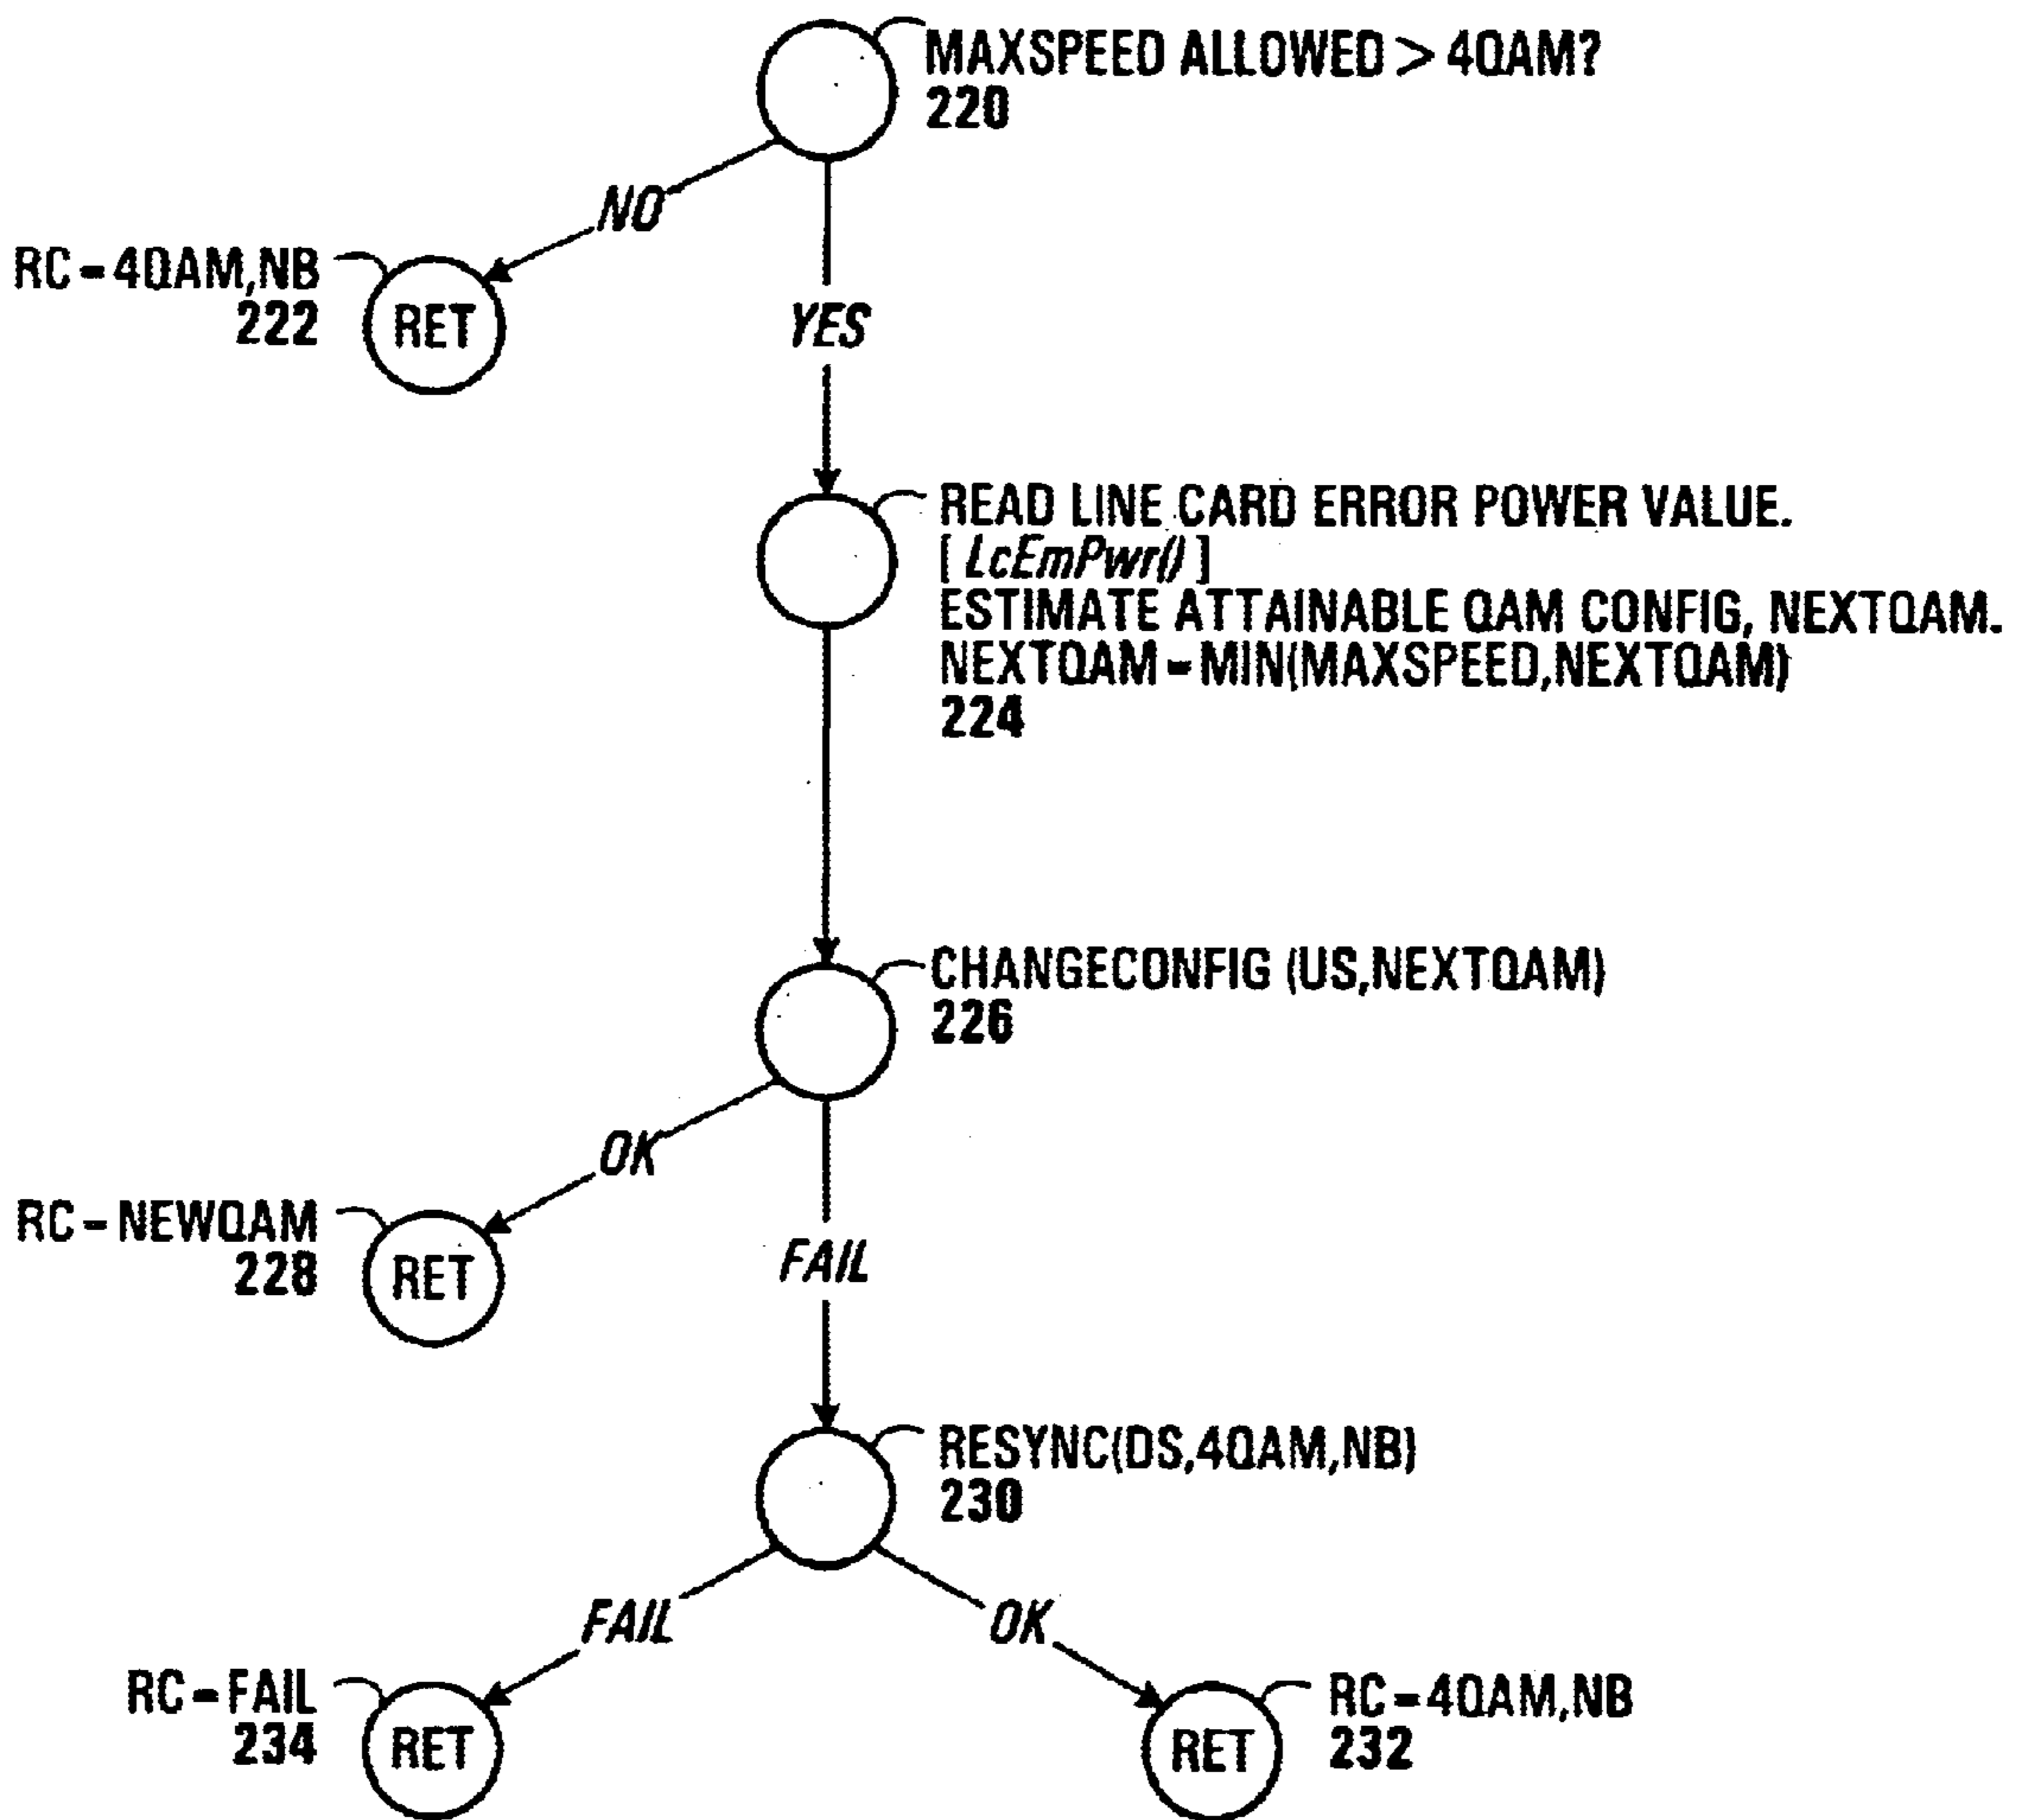 MAXSPEED ALLOWED > 4QAM?
220
NO
RC=4QAM,NB
222
RET
YES
READ LINE CARD ERROR POWER VALUE.
[ LcEmPwr() ]
ESTIMATE ATTAINABLE QAM CONFIG, NEXTQAM.
NEXTQAM=MIN(MAXSPEED,NEXTQAM)
224
CHANGECONFIG (US,NEXTQAM)
226
OK
RC=NEWQAM
228
RET
FAIL
RESYNC(DS,4QAM,NB)
230
FAIL
OK
RC=FAIL
234
RET
RET
RC=4QAM,NB
232